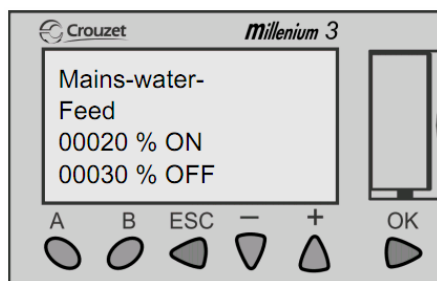 Crouzet millenium 3
Mains-water-
Feed
00020 % ON
00030 % OFF
A B ESC − + OK